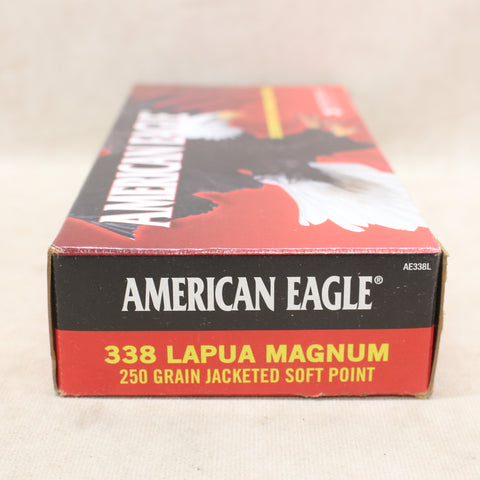 AMERICAN EAGLE
AE338L
AMERICAN EAGLE®
338 LAPUA MAGNUM
250 GRAIN JACKETED SOFT POINT